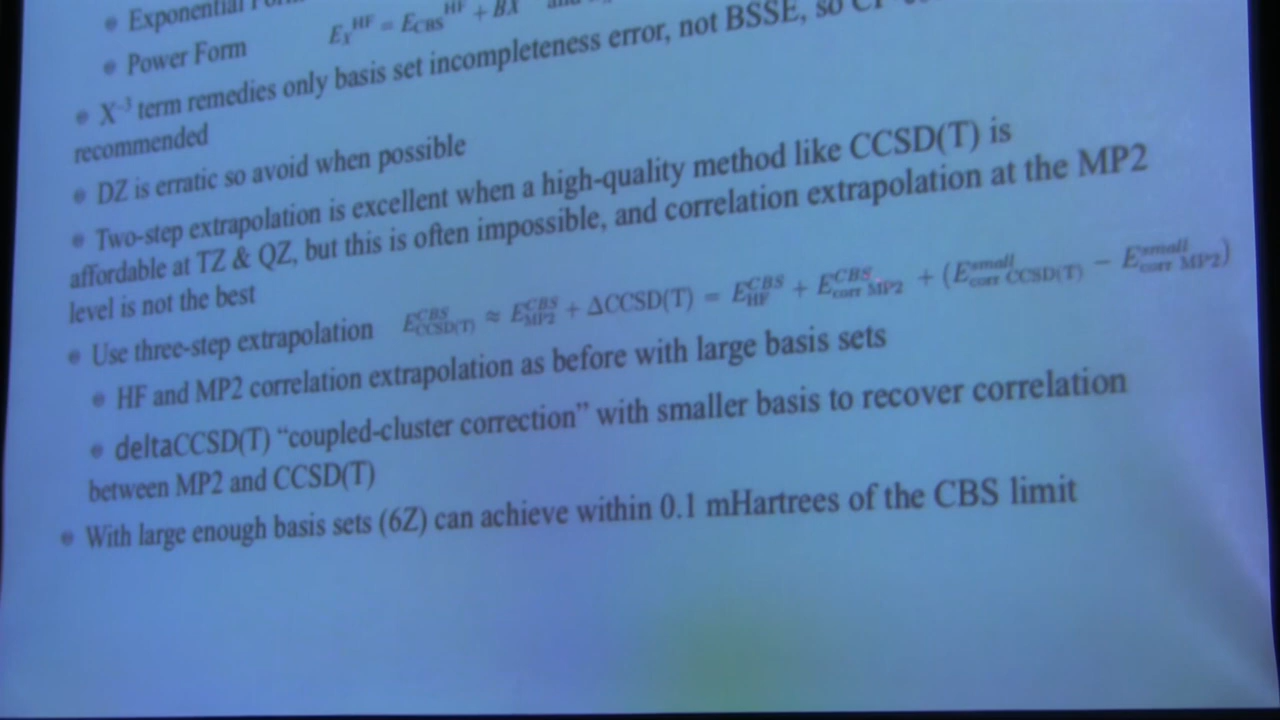 • Exponential
• Power Form E_X^HF = E_CBS^HF + BX
• X^-3 term remedies only basis set incompleteness error, not BSSE, so
recommended
• DZ is erratic so avoid when possible
• Two-step extrapolation is excellent when a high-quality method like CCSD(T) is
affordable at TZ & QZ, but this is often impossible, and correlation extrapolation at the MP2
level is not the best
• Use three-step extrapolation E_CCSD(T)^CBS ≈ E_MP2^CBS + ΔCCSD(T) = E_HF^CBS + E_corr MP2^CBS + (E_corr CCSD(T)^small − E_corr MP2^small)
• HF and MP2 correlation extrapolation as before with large basis sets
• deltaCCSD(T) “coupled-cluster correction” with smaller basis to recover correlation
between MP2 and CCSD(T)
• With large enough basis sets (6Z) can achieve within 0.1 mHartrees of the CBS limit